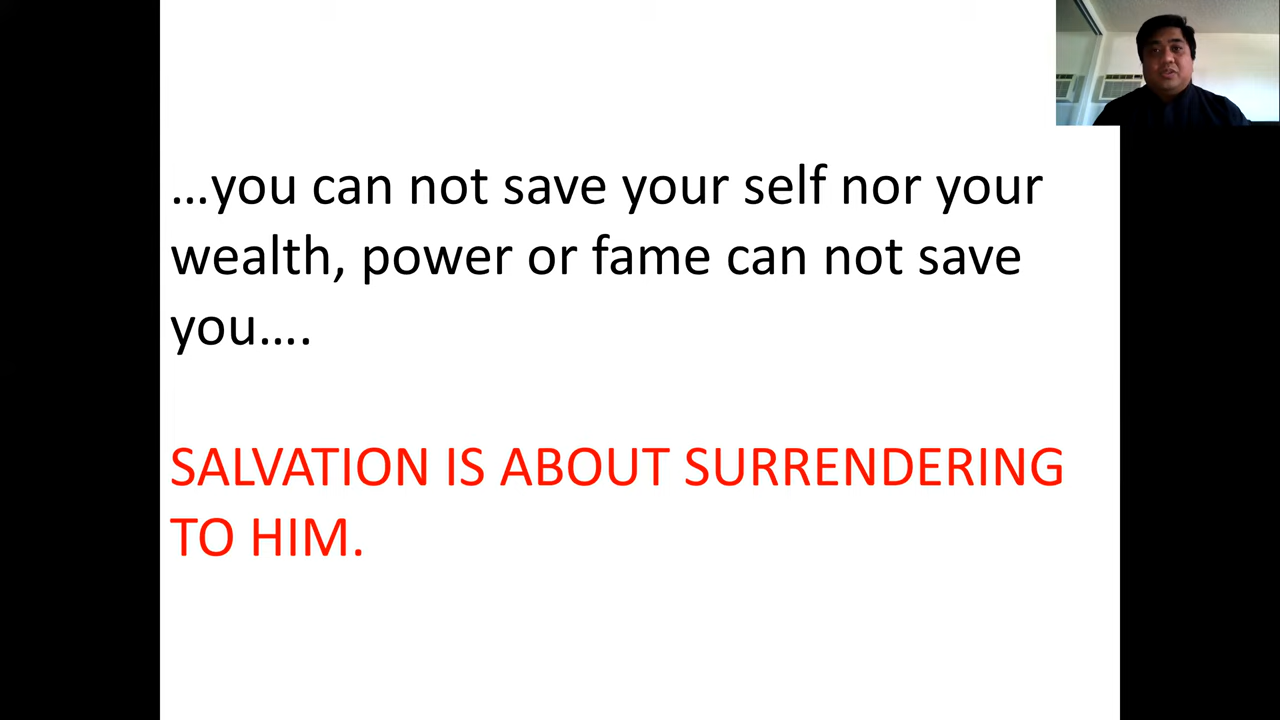 ...you can not save your self nor your
wealth, power or fame can not save
you....
SALVATION IS ABOUT SURRENDERING
TO HIM.